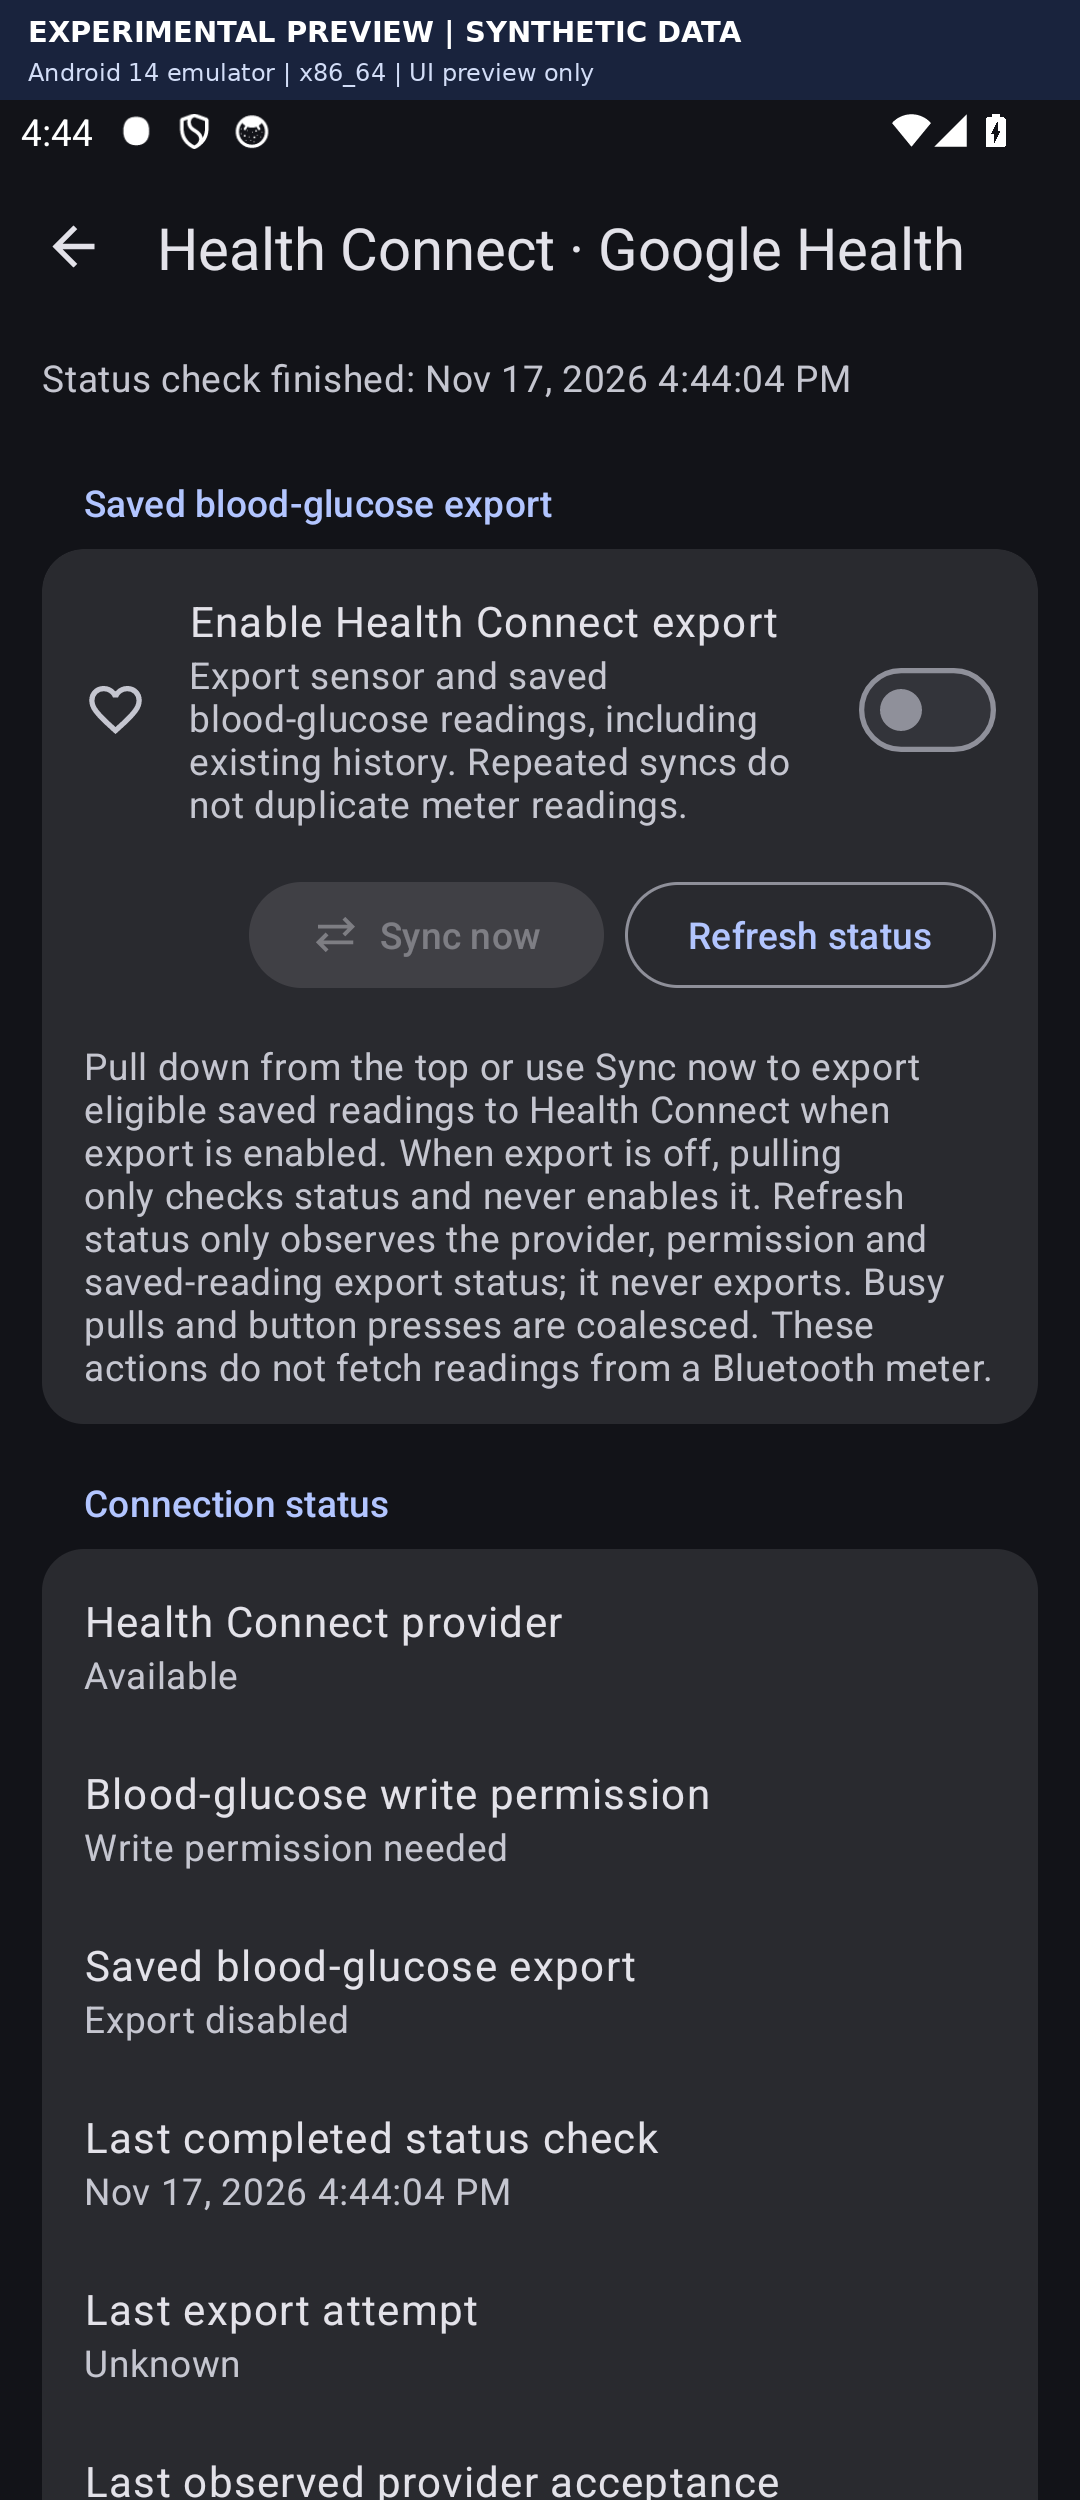 EXPERIMENTAL PREVIEW | SYNTHETIC DATA
Android 14 emulator | x86_64 | UI preview only
4:44
Health Connect · Google Health
Status check finished: Nov 17, 2026 4:44:04 PM
Saved blood-glucose export
Enable Health Connect export
Export sensor and saved
blood-glucose readings, including
existing history. Repeated syncs do
not duplicate meter readings.
Sync now
Refresh status
Pull down from the top or use Sync now to export
eligible saved readings to Health Connect when
export is enabled. When export is off, pulling
only checks status and never enables it. Refresh
status only observes the provider, permission and
saved-reading export status; it never exports. Busy
pulls and button presses are coalesced. These
actions do not fetch readings from a Bluetooth meter.
Connection status
Health Connect provider
Available
Blood-glucose write permission
Write permission needed
Saved blood-glucose export
Export disabled
Last completed status check
Nov 17, 2026 4:44:04 PM
Last export attempt
Unknown
Last observed provider acceptance